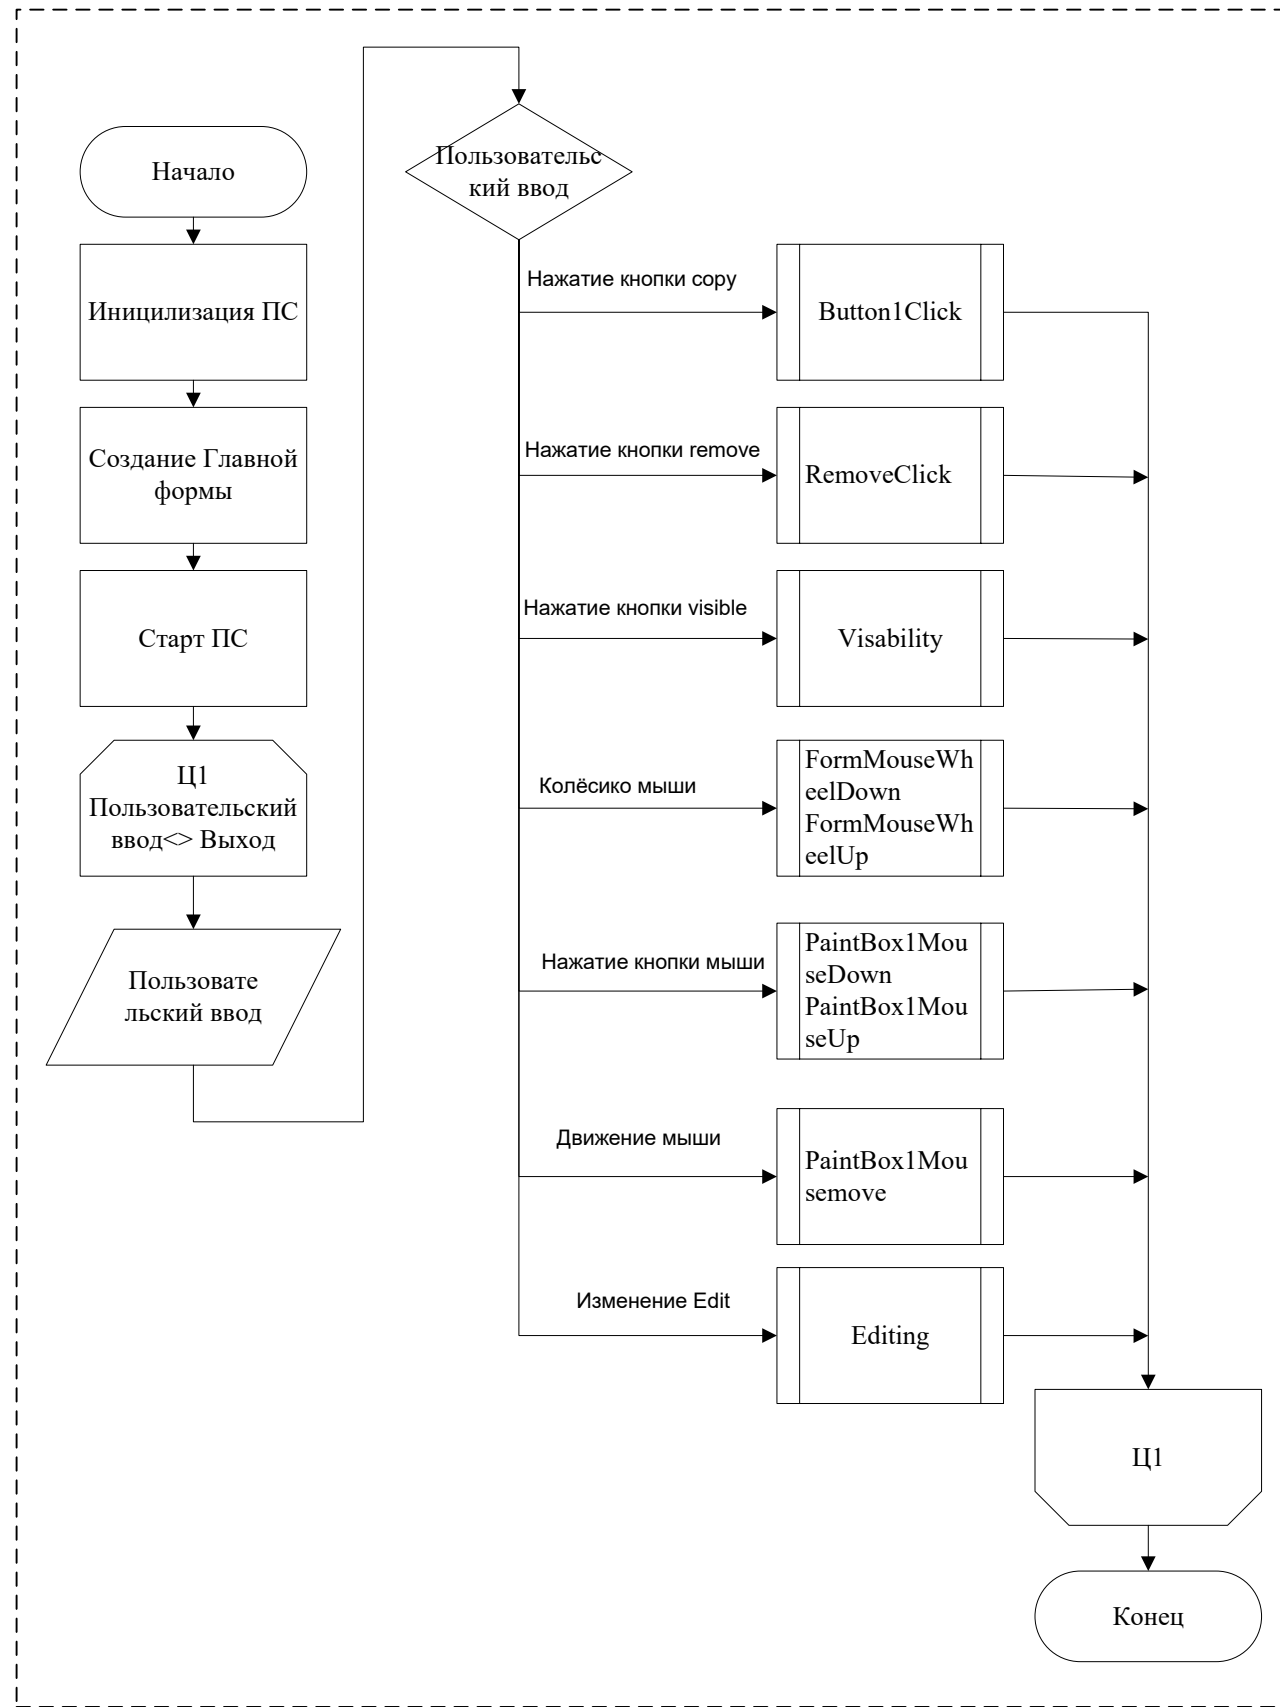 Начало
Иницилизация ПС
Создание Главной
формы
Старт ПС
Ц1
Пользовательский
ввод<> Выход
Пользовате
льский ввод
Пользовательс
кий ввод
Нажатие кнопки copy
Button1Click
Нажатие кнопки remove
RemoveClick
Нажатие кнопки visible
Visability
Колёсико мыши
FormMouseWh
eelDown
FormMouseWh
eelUp
Нажатие кнопки мыши
PaintBox1Mou
seDown
PaintBox1Mou
seUp
Движение мыши
PaintBox1Mou
semove
Изменение Edit
Editing
Ц1
Конец